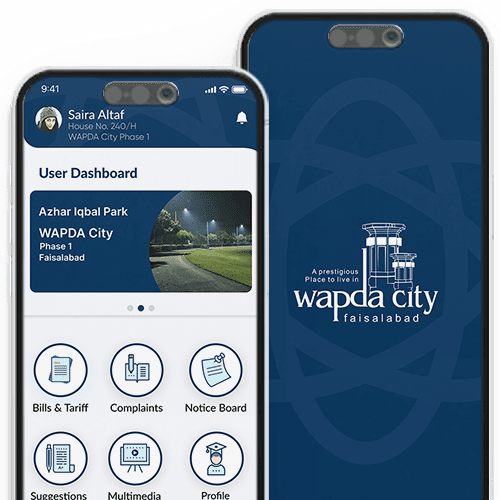 9:41
Saira Altaf
House No. 240/H
WAPDA City Phase 1
User Dashboard
Azhar Iqbal Park
WAPDA City
Phase 1
Faisalabad
Bills & Tariff
Complaints
Notice Board
Suggestions
Multimedia
Profile
A prestigious
Place to live in
wapda city
faisalabad